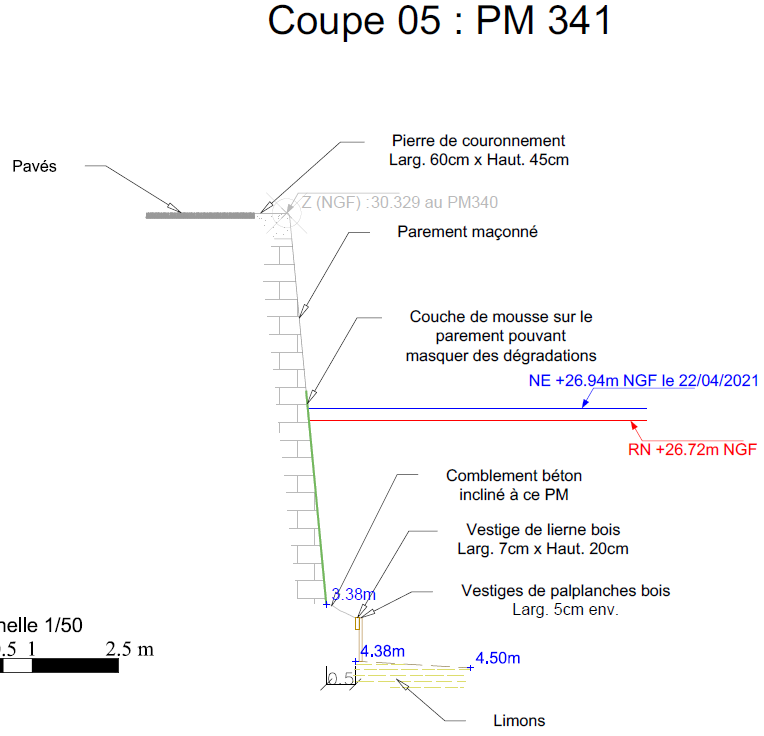 Coupe 05 : PM 341
Pierre de couronnement
Larg. 60cm x Haut. 45cm
Pavés
Z (NGF) :30.329 au PM340
Parement maçonné
Couche de mousse sur le
parement pouvant
masquer des dégradations
NE +26.94m NGF le 22/04/2021
RN +26.72m NGF
Comblement béton
incliné à ce PM
Vestige de lierne bois
Larg. 7cm x Haut. 20cm
Vestiges de palplanches bois
Larg. 5cm env.
3.38m
nelle 1/50
.5 1 2.5 m
4.38m
4.50m
0.5
Limons